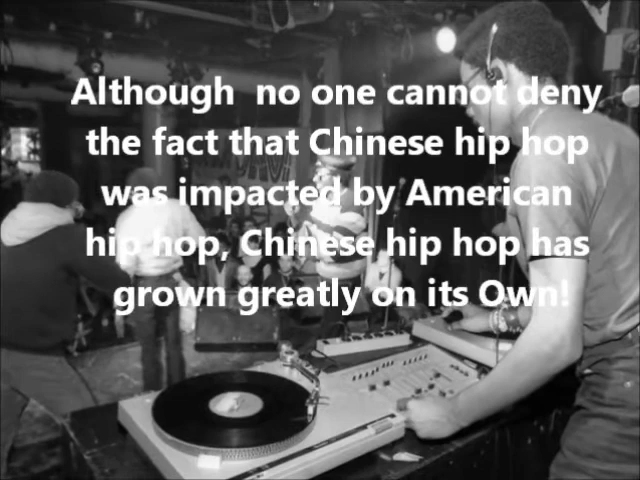 Although  no one cannot deny
the fact that Chinese hip hop
was impacted by American
hip hop, Chinese hip hop has
grown greatly on its Own!